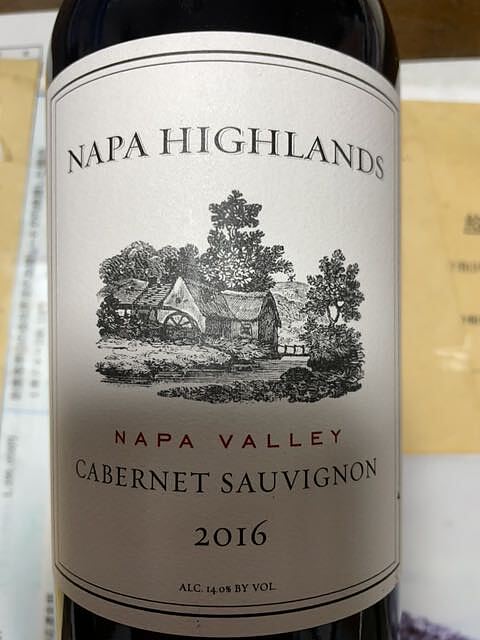 NAPA HIGHLANDS
NAPA VALLEY
CABERNET SAUVIGNON
2016
ALC. 14.0% BY VOL.